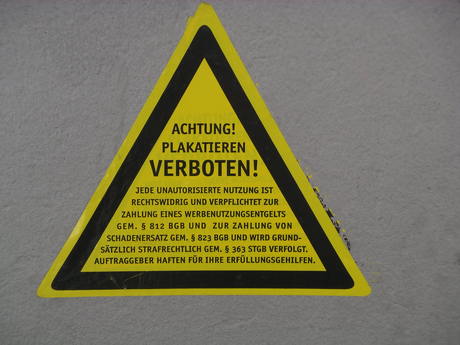 ACHTUNG!
PLAKATIEREN
VERBOTEN!
JEDE UNAUTORISIERTE NUTZUNG IST
RECHTSWIDRIG UND VERPFLICHTET ZUR
ZAHLUNG EINES WERBENUTZUNGSENTGELTS
GEM. § 812 BGB UND ZUR ZAHLUNG VON
SCHADENERSATZ GEM. § 823 BGB UND WIRD GRUND-
SÄTZLICH STRAFRECHTLICH GEM. § 363 STGB VERFOLGT.
AUFTRAGGEBER HAFTEN FÜR IHRE ERFÜLLUNGSGEHILFEN.